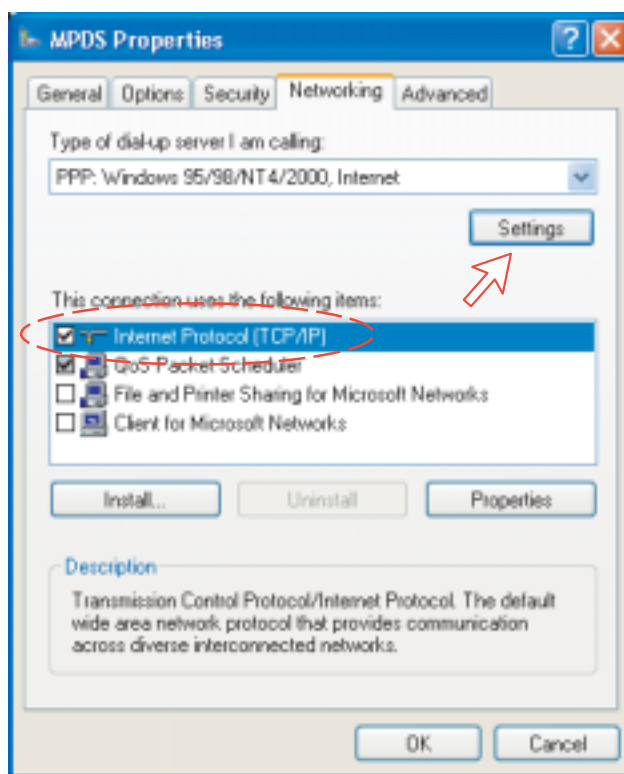 MPDS Properties
General Options Security Networking Advanced
Type of dial-up server I am calling:
PPP: Windows 95/98/NT4/2000, Internet
Settings
This connection uses the following items:
Internet Protocol (TCP/IP)
QoS Packet Scheduler
File and Printer Sharing for Microsoft Networks
Client for Microsoft Networks
Install... Uninstall Properties
Description
Transmission Control Protocol/Internet Protocol. The default
wide area network protocol that provides communication
across diverse interconnected networks.
OK Cancel